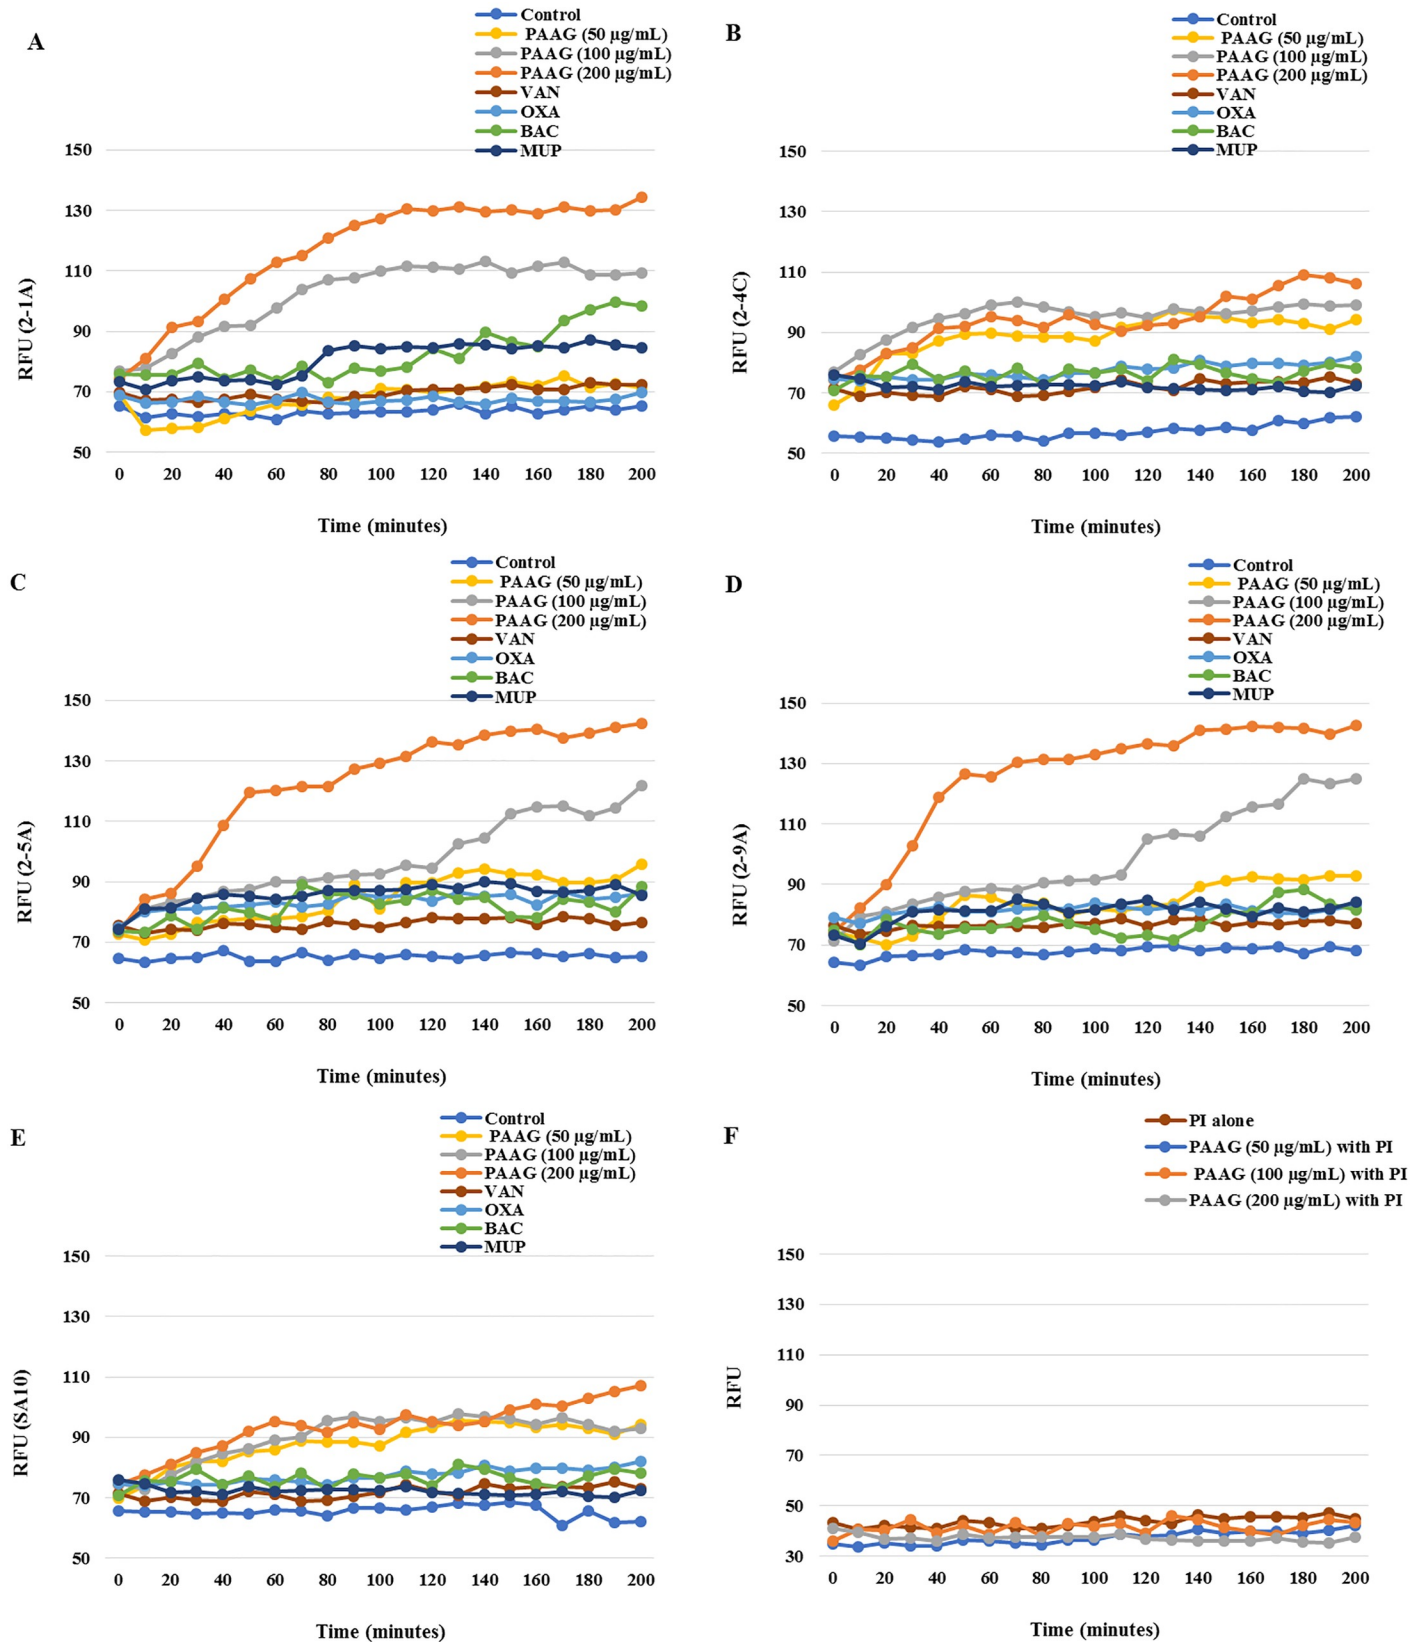 A
Control
PAAG (50 µg/mL)
PAAG (100 µg/mL)
PAAG (200 µg/mL)
VAN
OXA
BAC
MUP
150
130
110
90
70
50
RFU (2-1A)
0 20 40 60 80 100 120 140 160 180 200
Time (minutes)
B
Control
PAAG (50 µg/mL)
PAAG (100 µg/mL)
PAAG (200 µg/mL)
VAN
OXA
BAC
MUP
150
130
110
90
70
50
RFU (2-4C)
0 20 40 60 80 100 120 140 160 180 200
Time (minutes)
C
Control
PAAG (50 µg/mL)
PAAG (100 µg/mL)
PAAG (200 µg/mL)
VAN
OXA
BAC
MUP
150
130
110
90
70
50
RFU (2-5A)
0 20 40 60 80 100 120 140 160 180 200
Time (minutes)
D
Control
PAAG (50 µg/mL)
PAAG (100 µg/mL)
PAAG (200 µg/mL)
VAN
OXA
BAC
MUP
150
130
110
90
70
50
RFU (2-9A)
0 20 40 60 80 100 120 140 160 180 200
Time (minutes)
E
Control
PAAG (50 µg/mL)
PAAG (100 µg/mL)
PAAG (200 µg/mL)
VAN
OXA
BAC
MUP
150
130
110
90
70
50
RFU (SA10)
0 20 40 60 80 100 120 140 160 180 200
Time (minutes)
F
PI alone
PAAG (50 µg/mL) with PI
PAAG (100 µg/mL) with PI
PAAG (200 µg/mL) with PI
150
130
110
90
70
50
30
RFU
0 20 40 60 80 100 120 140 160 180 200
Time (minutes)